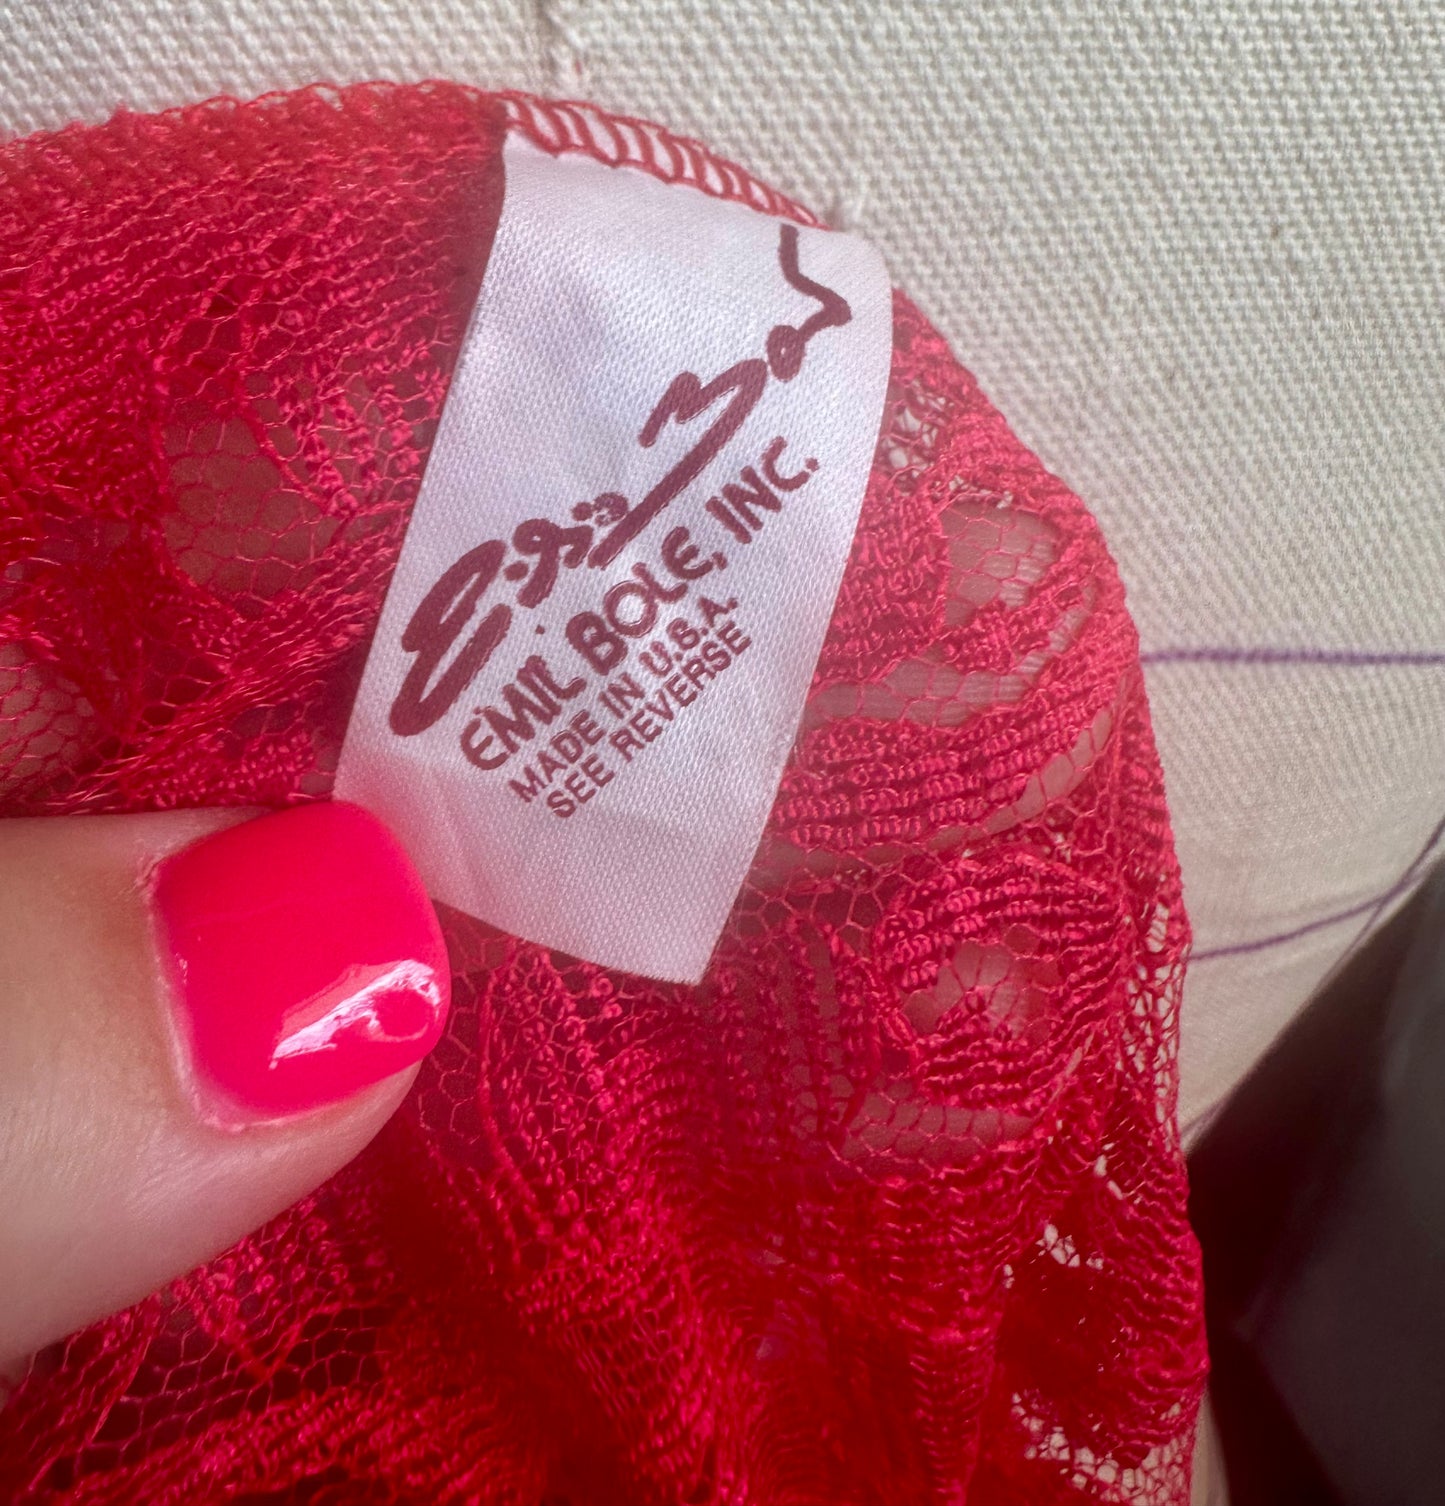 EMIL BOLE, INC.
MADE IN U.S.A.
SEE REVERSE